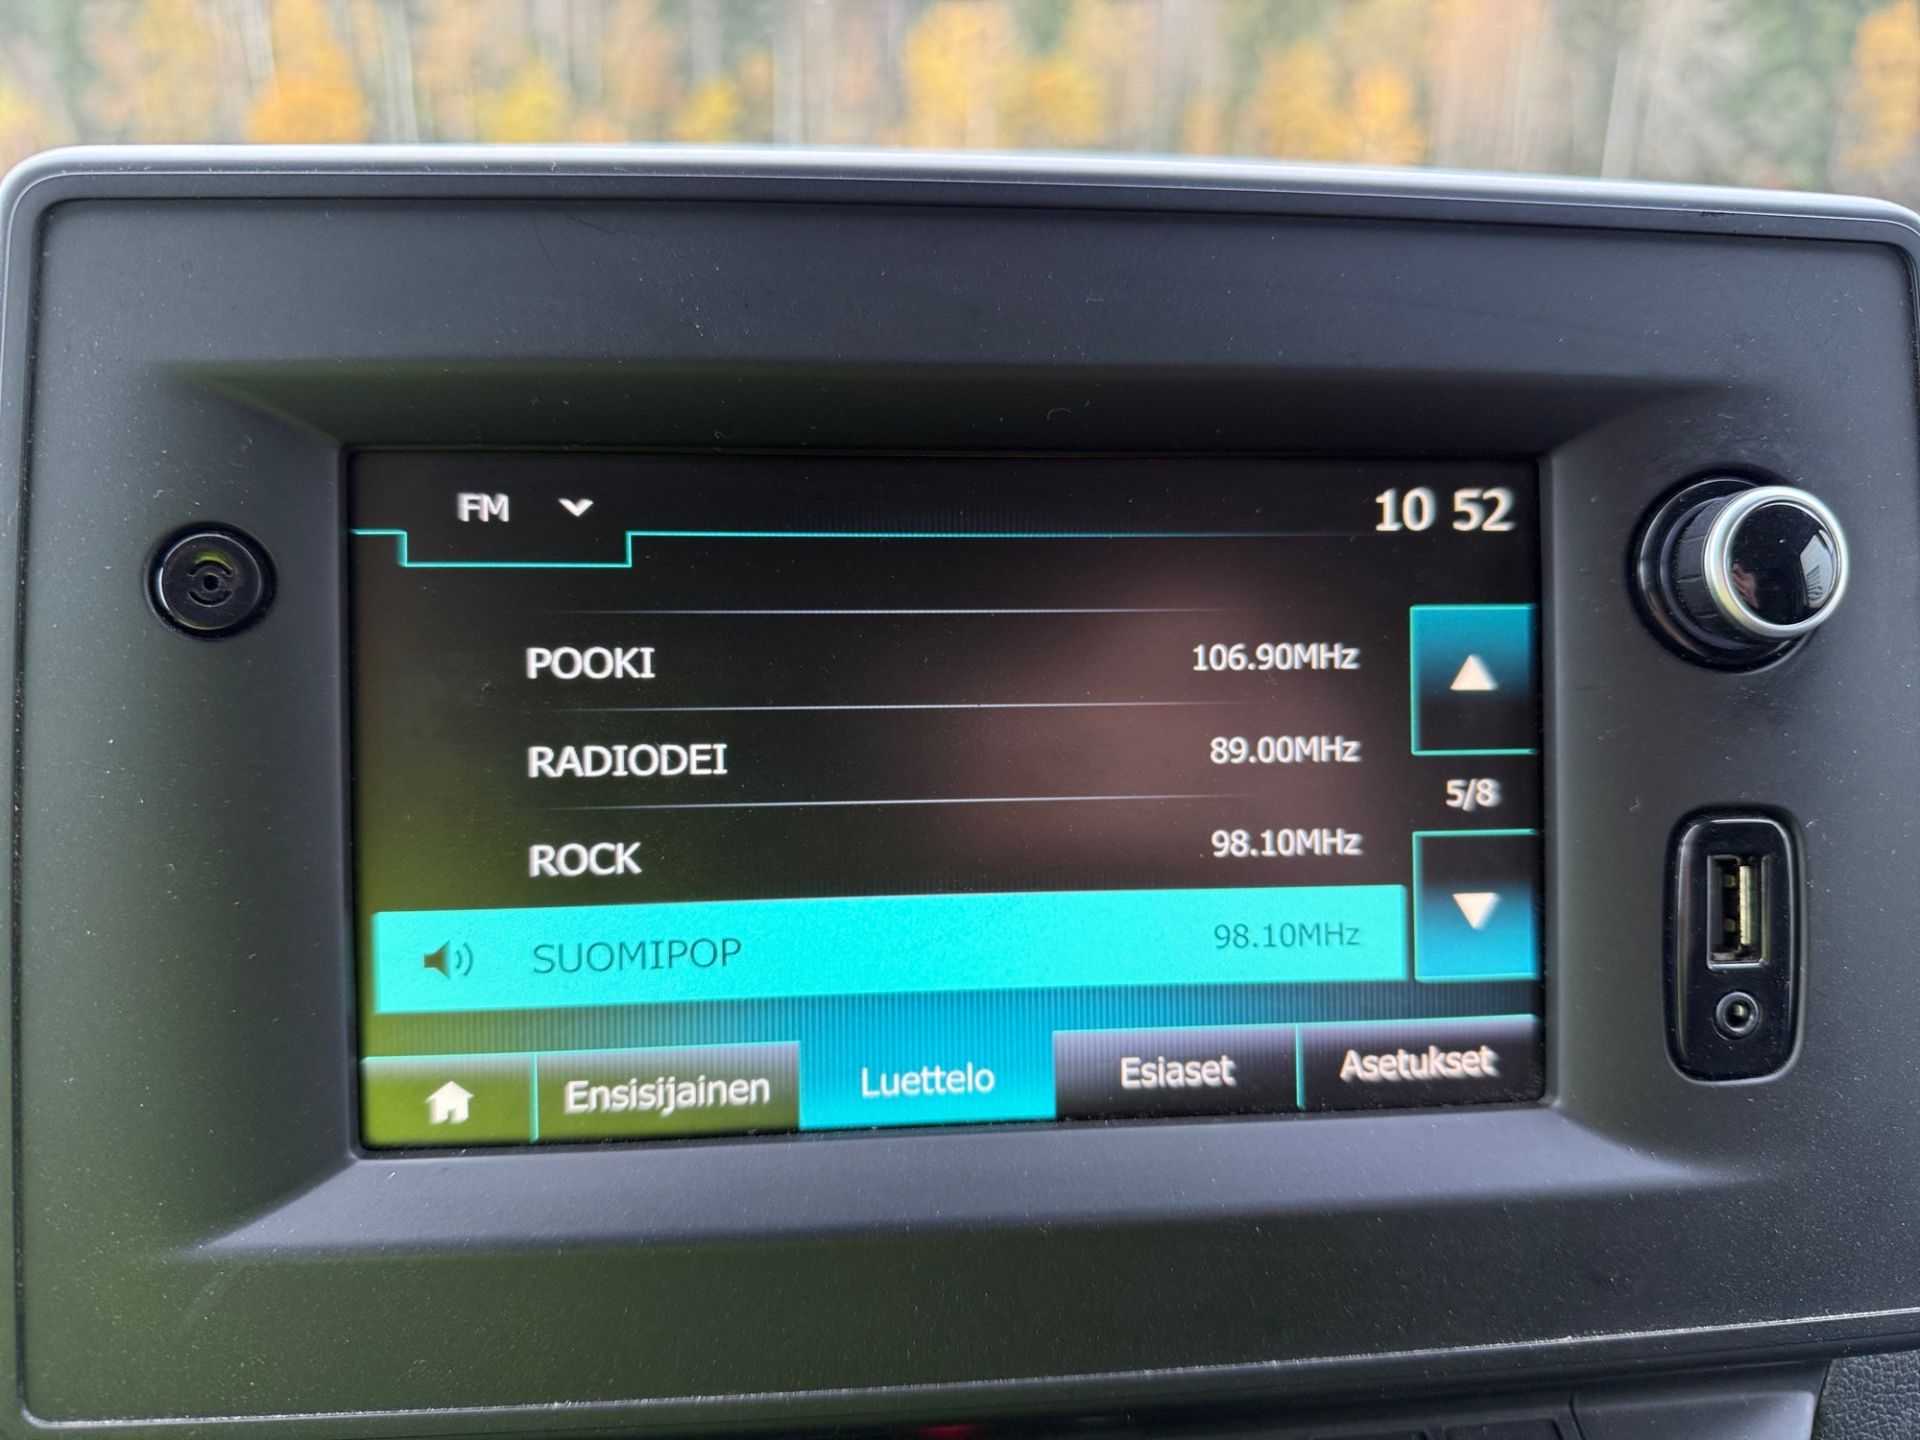 FM
10 52
POOKI 106.90MHz
RADIODEI 89.00MHz
5/8
ROCK 98.10MHz
SUOMIPOP 98.10MHz
Ensisijainen Luettelo Esiaset Asetukset